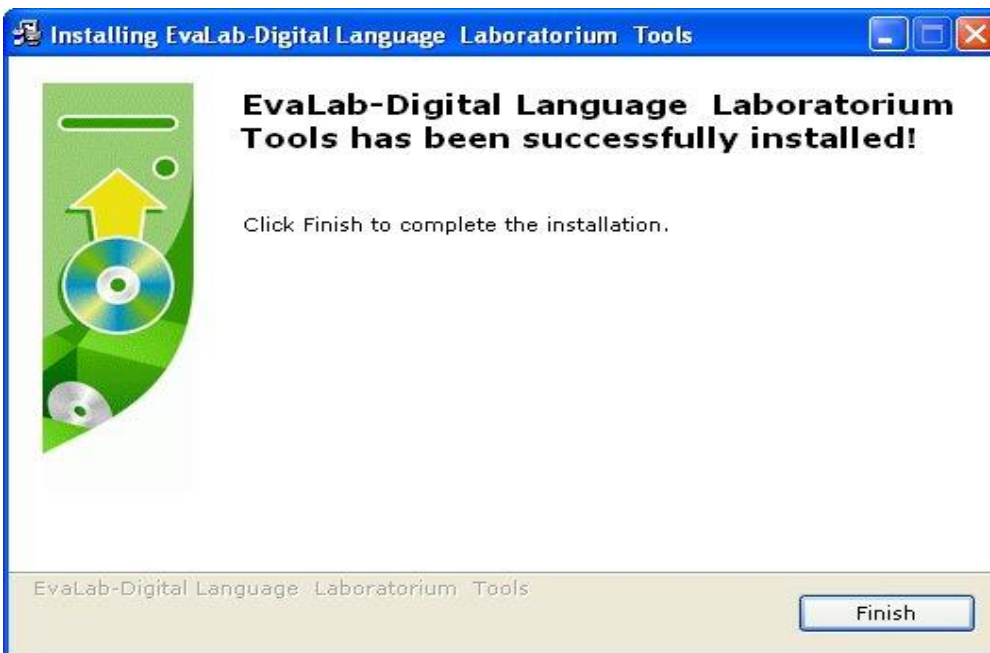 Installing EvaLab-Digital Language Laboratorium Tools
EvaLab-Digital Language Laboratorium
Tools has been successfully installed!
Click Finish to complete the installation.
EvaLab-Digital Language Laboratorium Tools
Finish